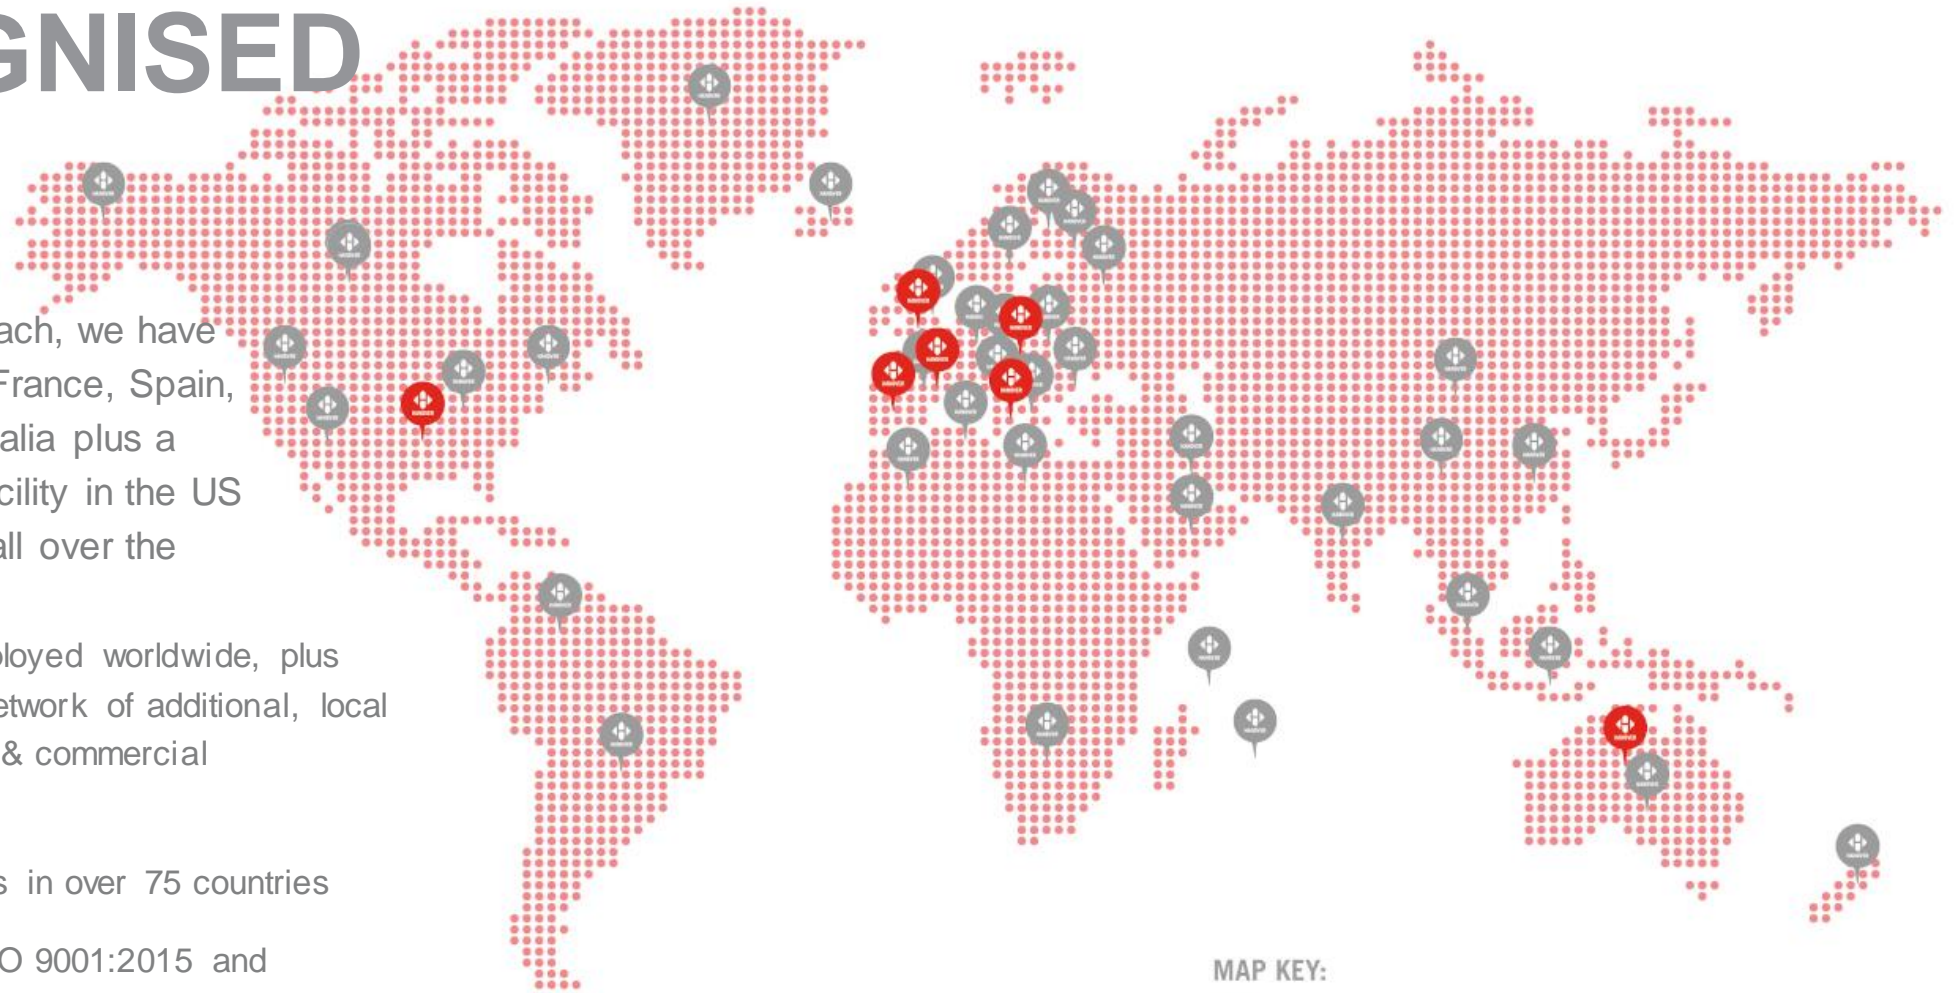 GNISED
ach, we have
France, Spain,
alia plus a
cility in the US
all over the
loyed worldwide, plus
etwork of additional, local
& commercial
s in over 75 countries
O 9001:2015 and
MAP KEY: